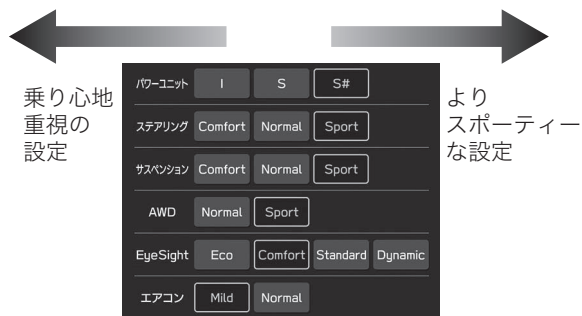 乗り心地
重視の
設定
パワーユニット I S S#
ステアリング Comfort Normal Sport
サスペンション Comfort Normal Sport
AWD Normal Sport
EyeSight Eco Comfort Standard Dynamic
エアコン Mild Normal
より
スポーティー
な設定